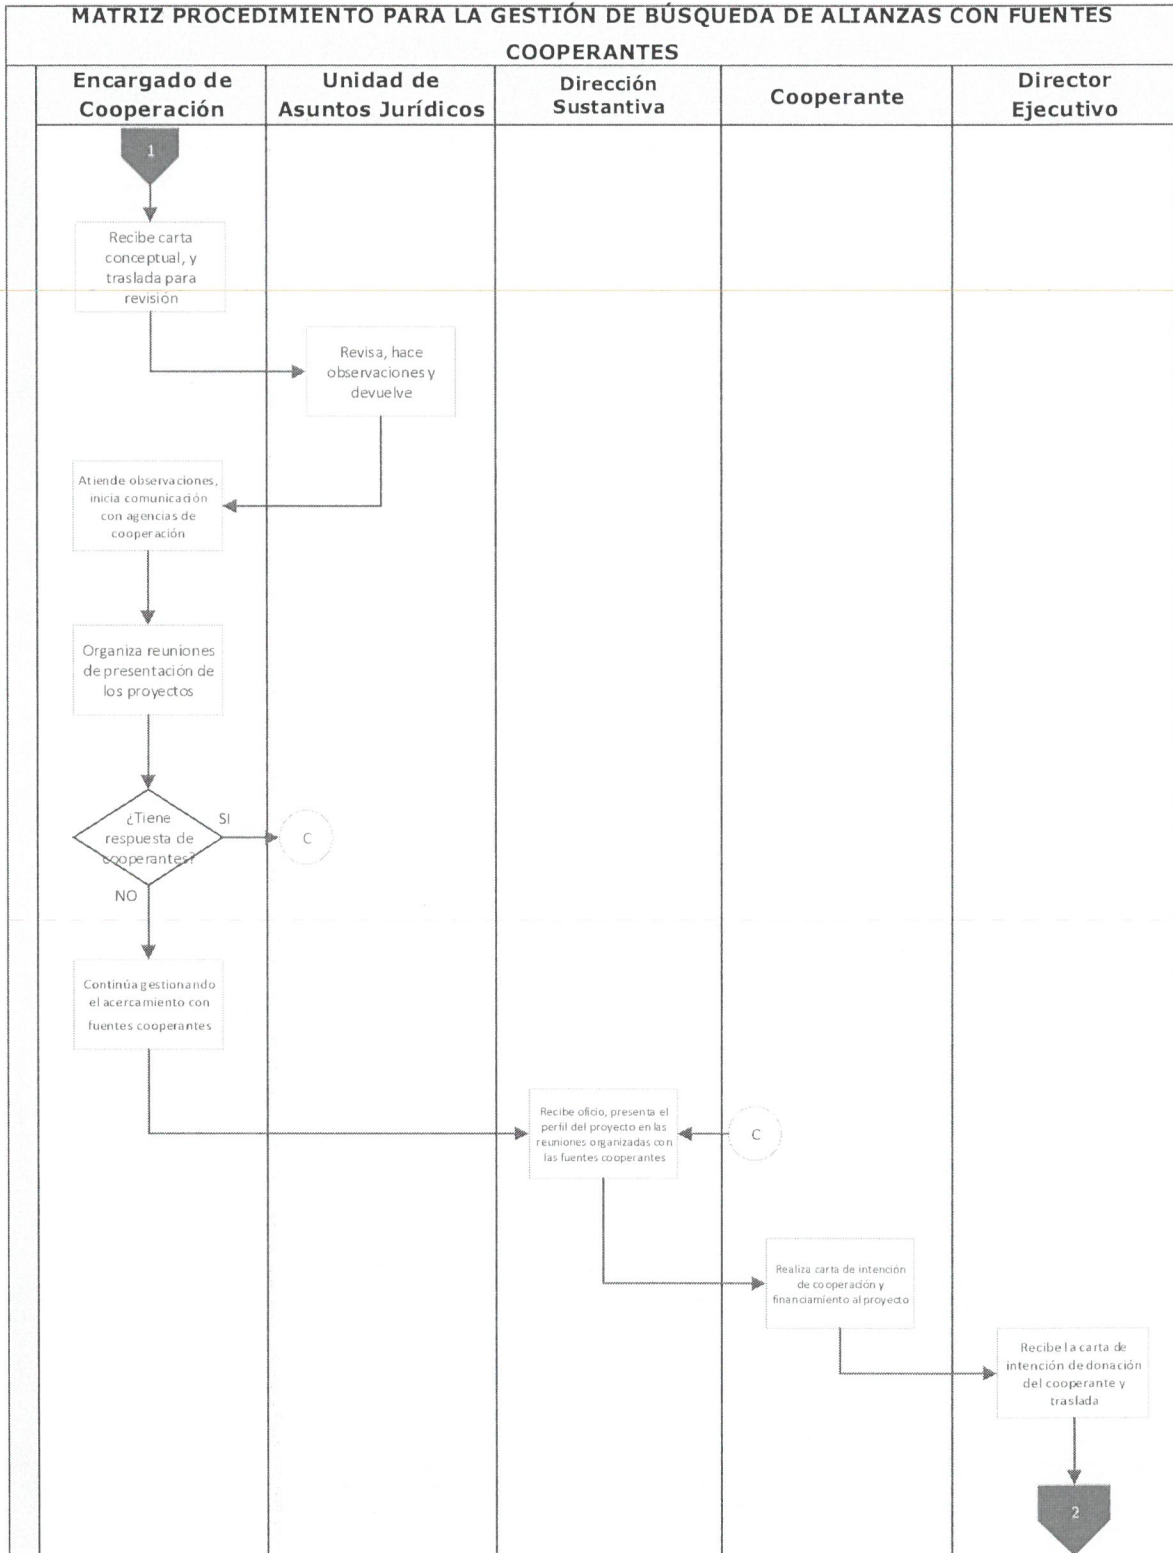 MATRIZ PROCEDIMIENTO PARA LA GESTIÓN DE BÚSQUEDA DE ALIANZAS CON FUENTES
COOPERANTES
Encargado de
Cooperación
Unidad de
Asuntos Jurídicos
Dirección
Sustantiva
Cooperante
Director
Ejecutivo
1
Recibe carta
conceptual, y
traslada para
revisión
Revisa, hace
observaciones y
devuelve
Atiende observaciones,
inicia comunicación
con agencias de
cooperación
Organiza reuniones
de presentación de
los proyectos
¿Tiene
respuesta de
cooperantes?
SI
C
NO
Continúa gestionando
el acercamiento con
fuentes cooperantes
Recibe oficio, presenta el
perfil del proyecto en las
reuniones organizadas con
las fuentes cooperantes
C
Realiza carta de intención
de cooperación y
financiamiento al proyecto
Recibe la carta de
intención de donación
del cooperante y
traslada
2